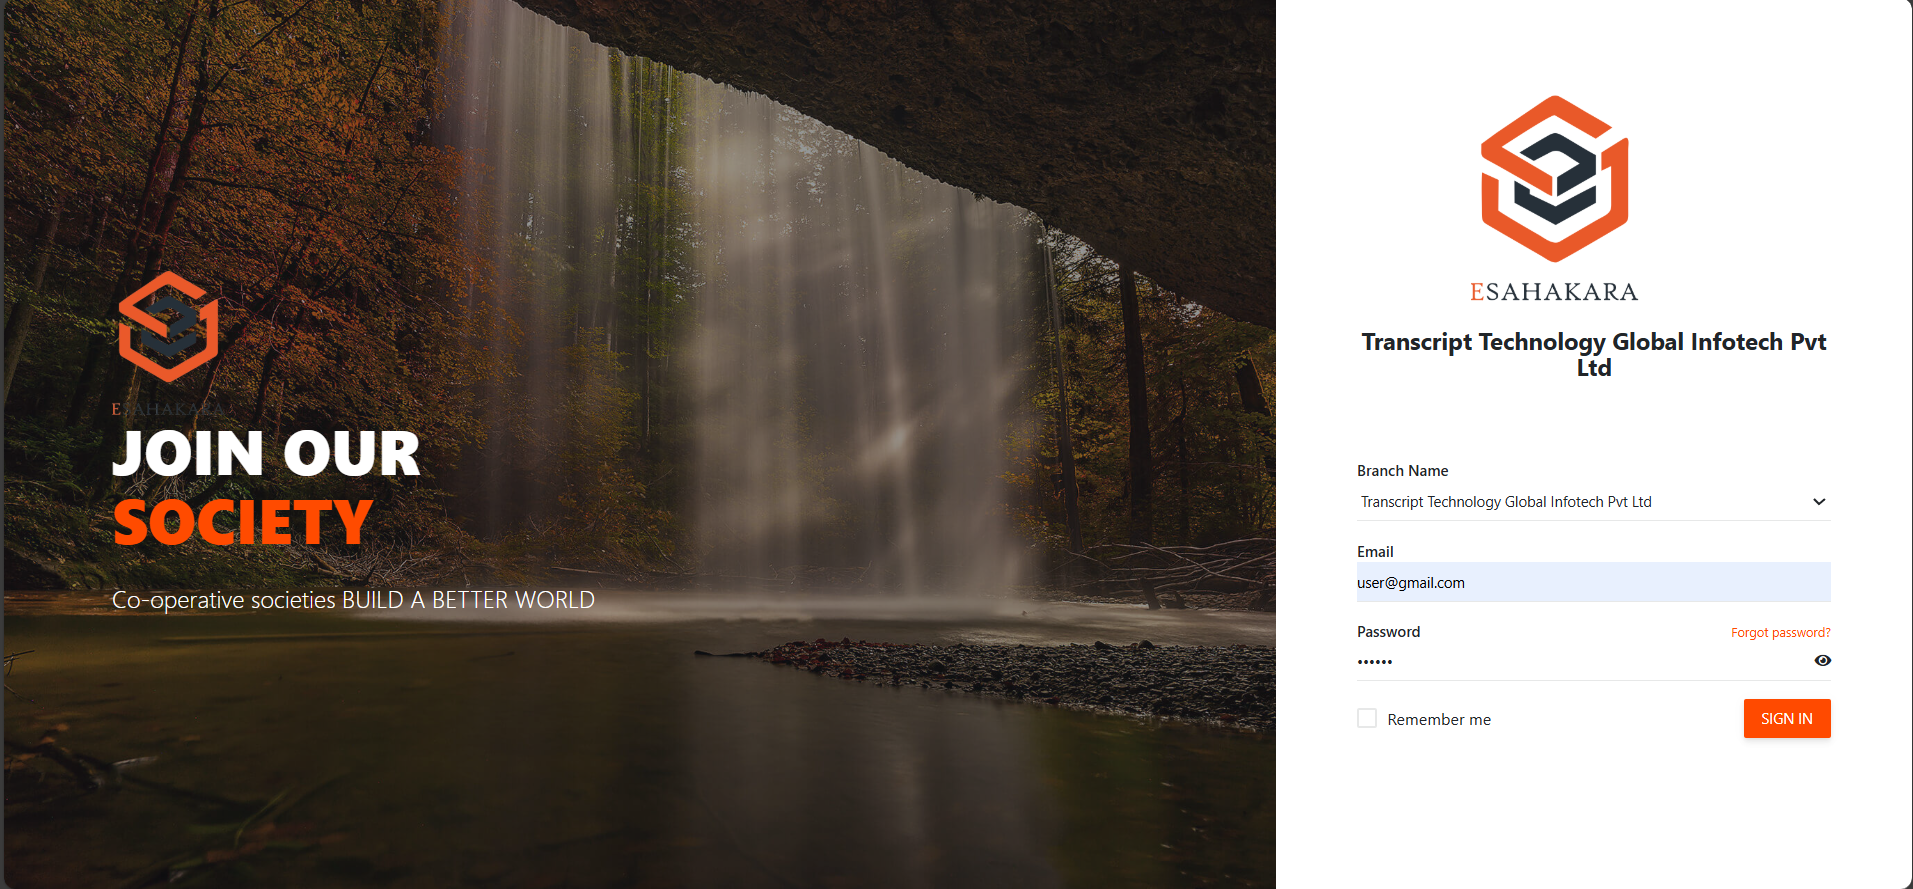 ESAHAKARA
JOIN OUR
SOCIETY
Co-operative societies BUILD A BETTER WORLD
ESAHAKARA
Transcript Technology Global Infotech Pvt
Ltd
Branch Name
Transcript Technology Global Infotech Pvt Ltd
Email
user@gmail.com
Password
Forgot password?
••••••
Remember me
SIGN IN